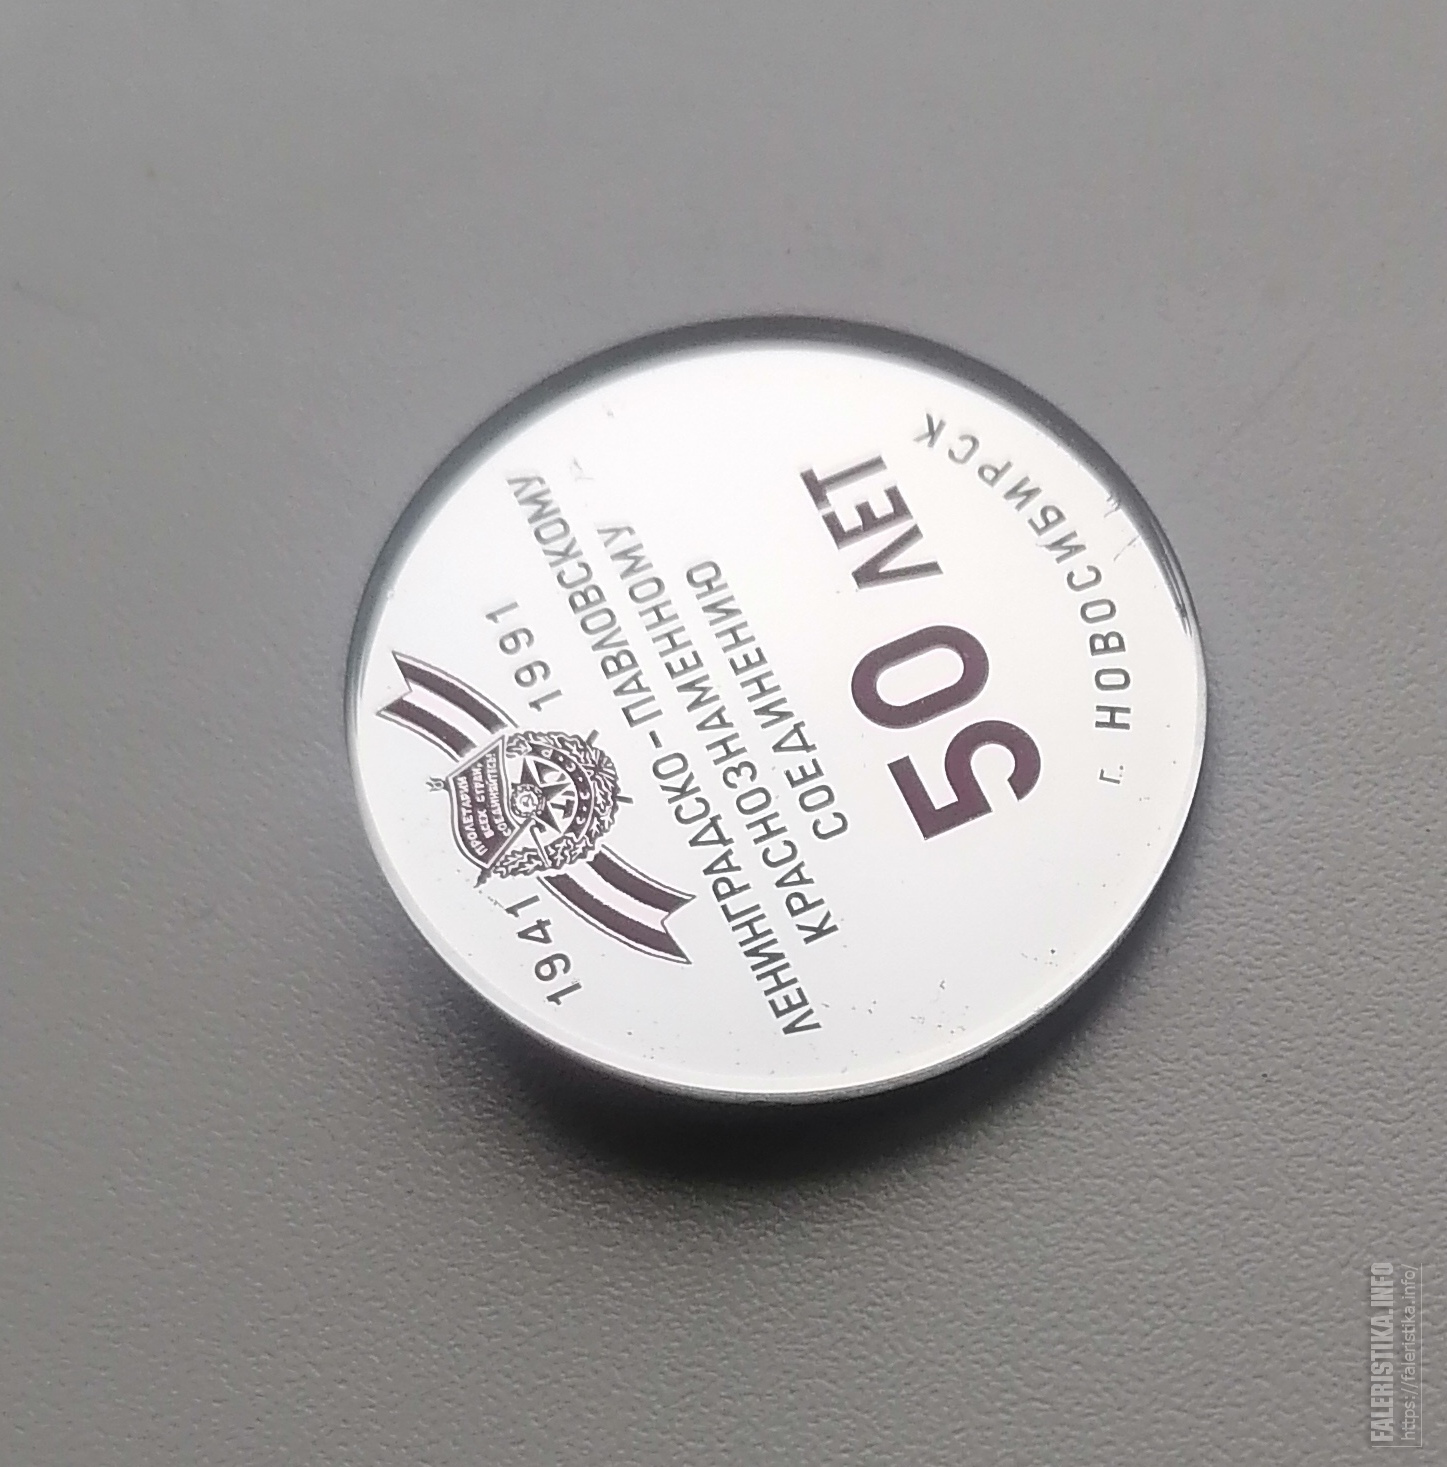 1941 1991
ПРОЛЕТАРИИ
ВСЕХ СТРАН,
СОЕДИНЯЙТЕСЬ!
С.С.С.Р.
ЛЕНИНГРАДСКО-ПАВЛОВСКОМУ
КРАСНОЗНАМЕННОМУ
СОЕДИНЕНИЮ
50 ЛЕТ
г. НОВОСИБИРСК
FALERISTIKA.INFO
https://faleristika.info/